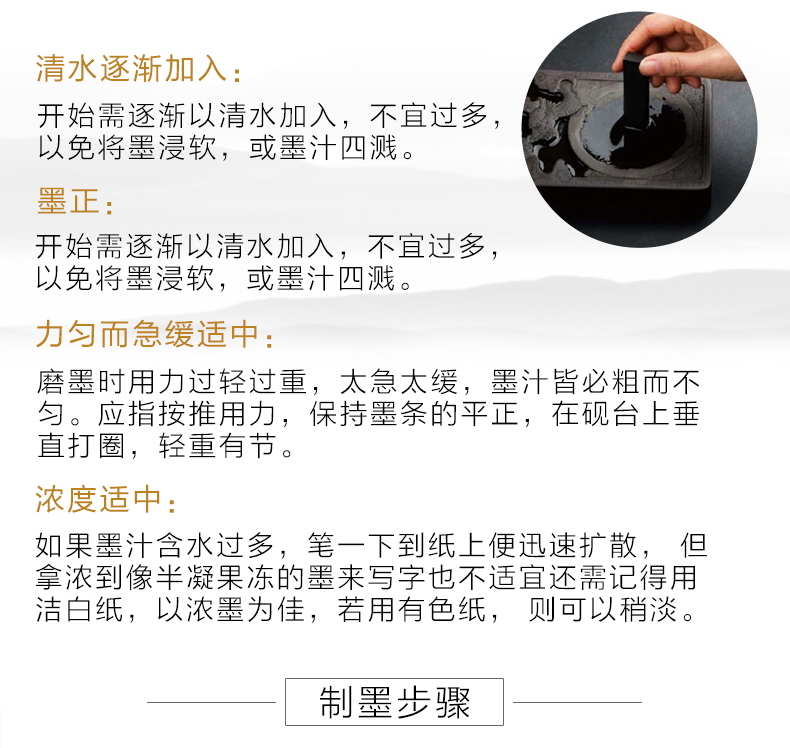 清水逐渐加入：
开始需逐渐以清水加入，不宜过多，
以免将墨浸软，或墨汁四溅。
墨正：
开始需逐渐以清水加入，不宜过多，
以免将墨浸软，或墨汁四溅。
力匀而急缓适中：
磨墨时用力过轻过重，太急太缓，墨汁皆必粗而不
匀。应指按推用力，保持墨条的平正，在砚台上垂
直打圈，轻重有节。
浓度适中：
如果墨汁含水过多，笔一下到纸上便迅速扩散， 但
拿浓到像半凝果冻的墨来写字也不适宜还需记得用
洁白纸，以浓墨为佳，若用有色纸， 则可以稍淡。
制墨步骤